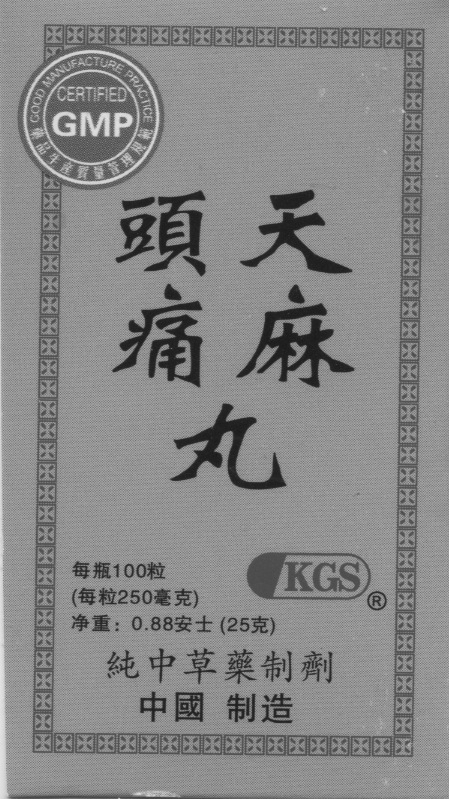 GOOD MANUFACTURE PRACTICE
CERTIFIED
GMP
藥品生産質量管理規範
天麻
頭痛
丸
每瓶100粒
(每粒250毫克)
净重：0.88安士 (25克)
KGS
®
純中草藥制劑
中國 制造